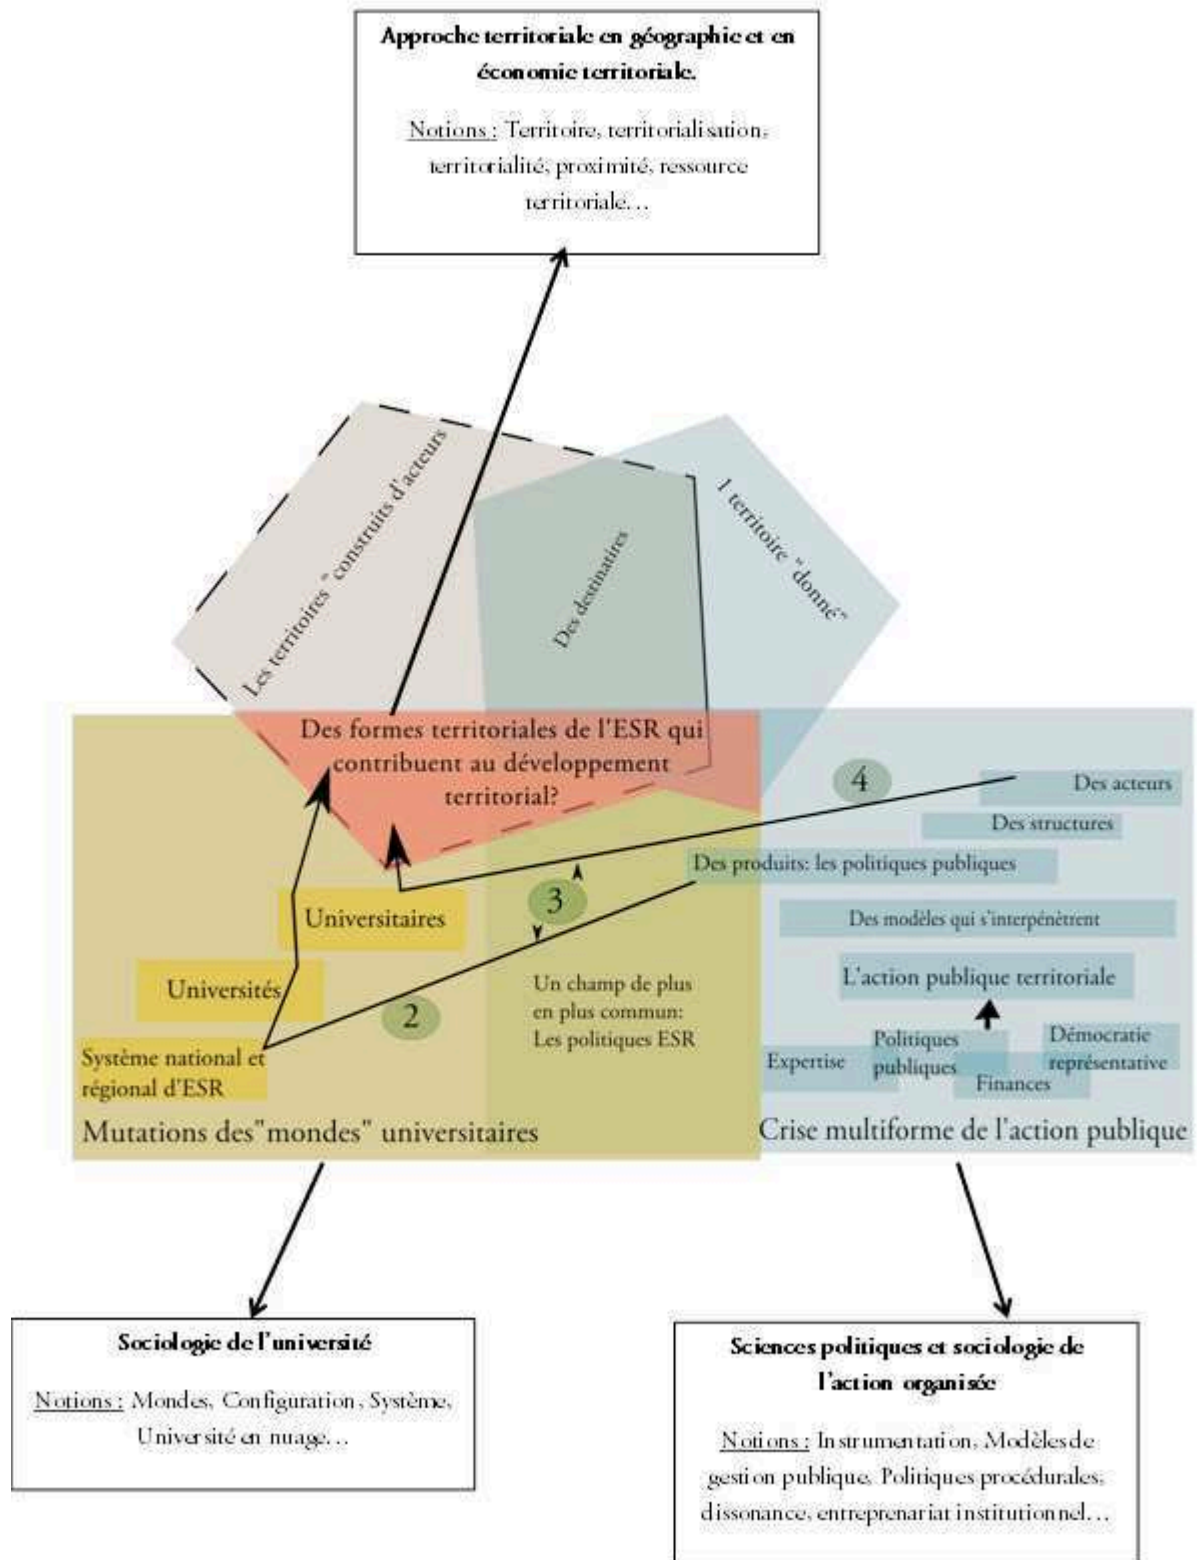 Approche territoriale en géographie et en
économie territoriale.
Notions : Territoire, territorialisation,
territorialité, proximité, ressource
territoriale…
Les territoires" construits d'acteurs
Des destinataires
1 territoire "donné"
Des formes territoriales de l'ESR qui
contribuent au développement
territorial?
4
Des acteurs
Des structures
Des produits: les politiques publiques
3
Universitaires
Des modèles qui s'interpénètrent
Universités
L'action publique territoriale
2
Un champ de plus
en plus commun:
Les politiques ESR
Système national et
régional d'ESR
Expertise
Politiques
publiques
Finances
Démocratie
représentative
Mutations des"mondes" universitaires
Crise multiforme de l'action publique
Sociologie de l'université
Notions : Mondes, Configuration, Système,
Université en nuage…
Sciences politiques et sociologie de
l'action organisée
Notions : Instrumentation, Modèles de
gestion publique, Politiques procédurales,
dissonance, entreprenariat institutionnel…